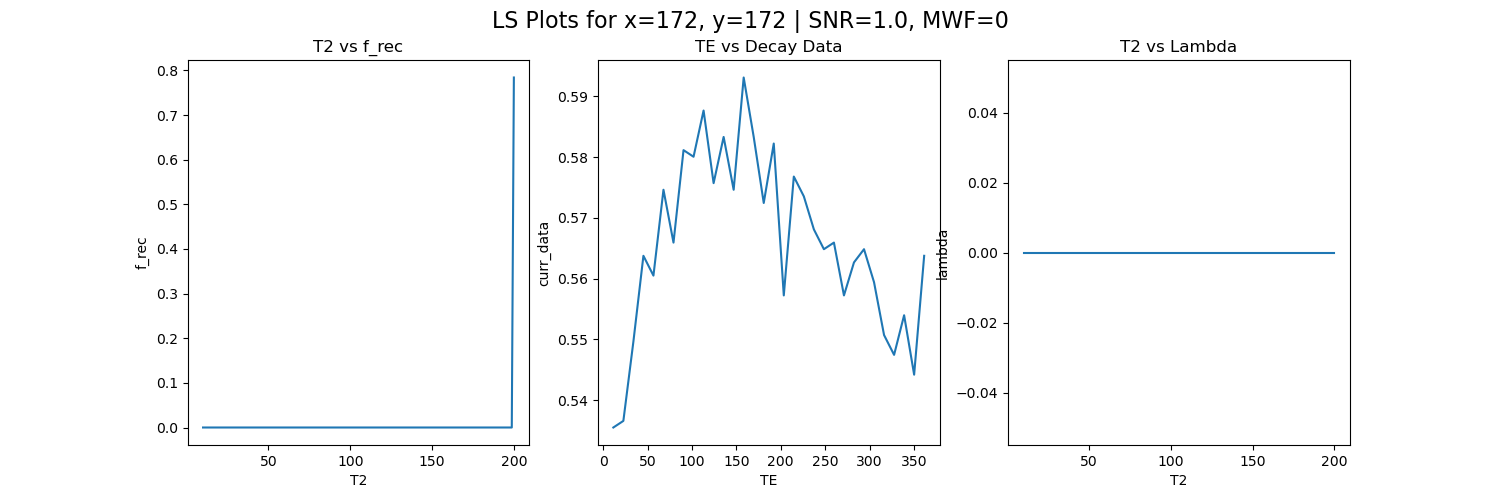 LS Plots for x=172, y=172 | SNR=1.0, MWF=0
T2 vs f_rec
0.8
0.7
0.6
0.5
0.4
0.3
0.2
0.1
0.0
f_rec
50 100 150 200
T2
TE vs Decay Data
0.59
0.58
0.57
0.56
0.55
0.54
curr_data
0 50 100 150 200 250 300 350
TE
T2 vs Lambda
0.04
0.02
0.00
−0.02
−0.04
lambda
50 100 150 200
T2